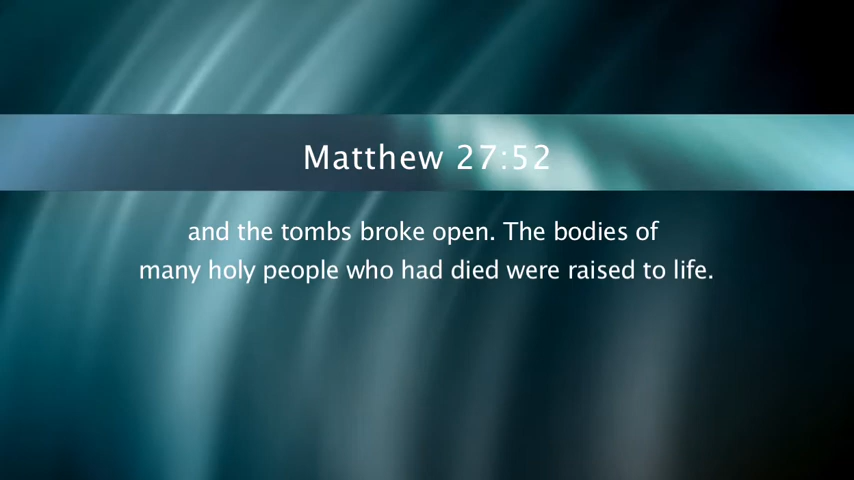 Matthew 27:52
and the tombs broke open. The bodies of
many holy people who had died were raised to life.